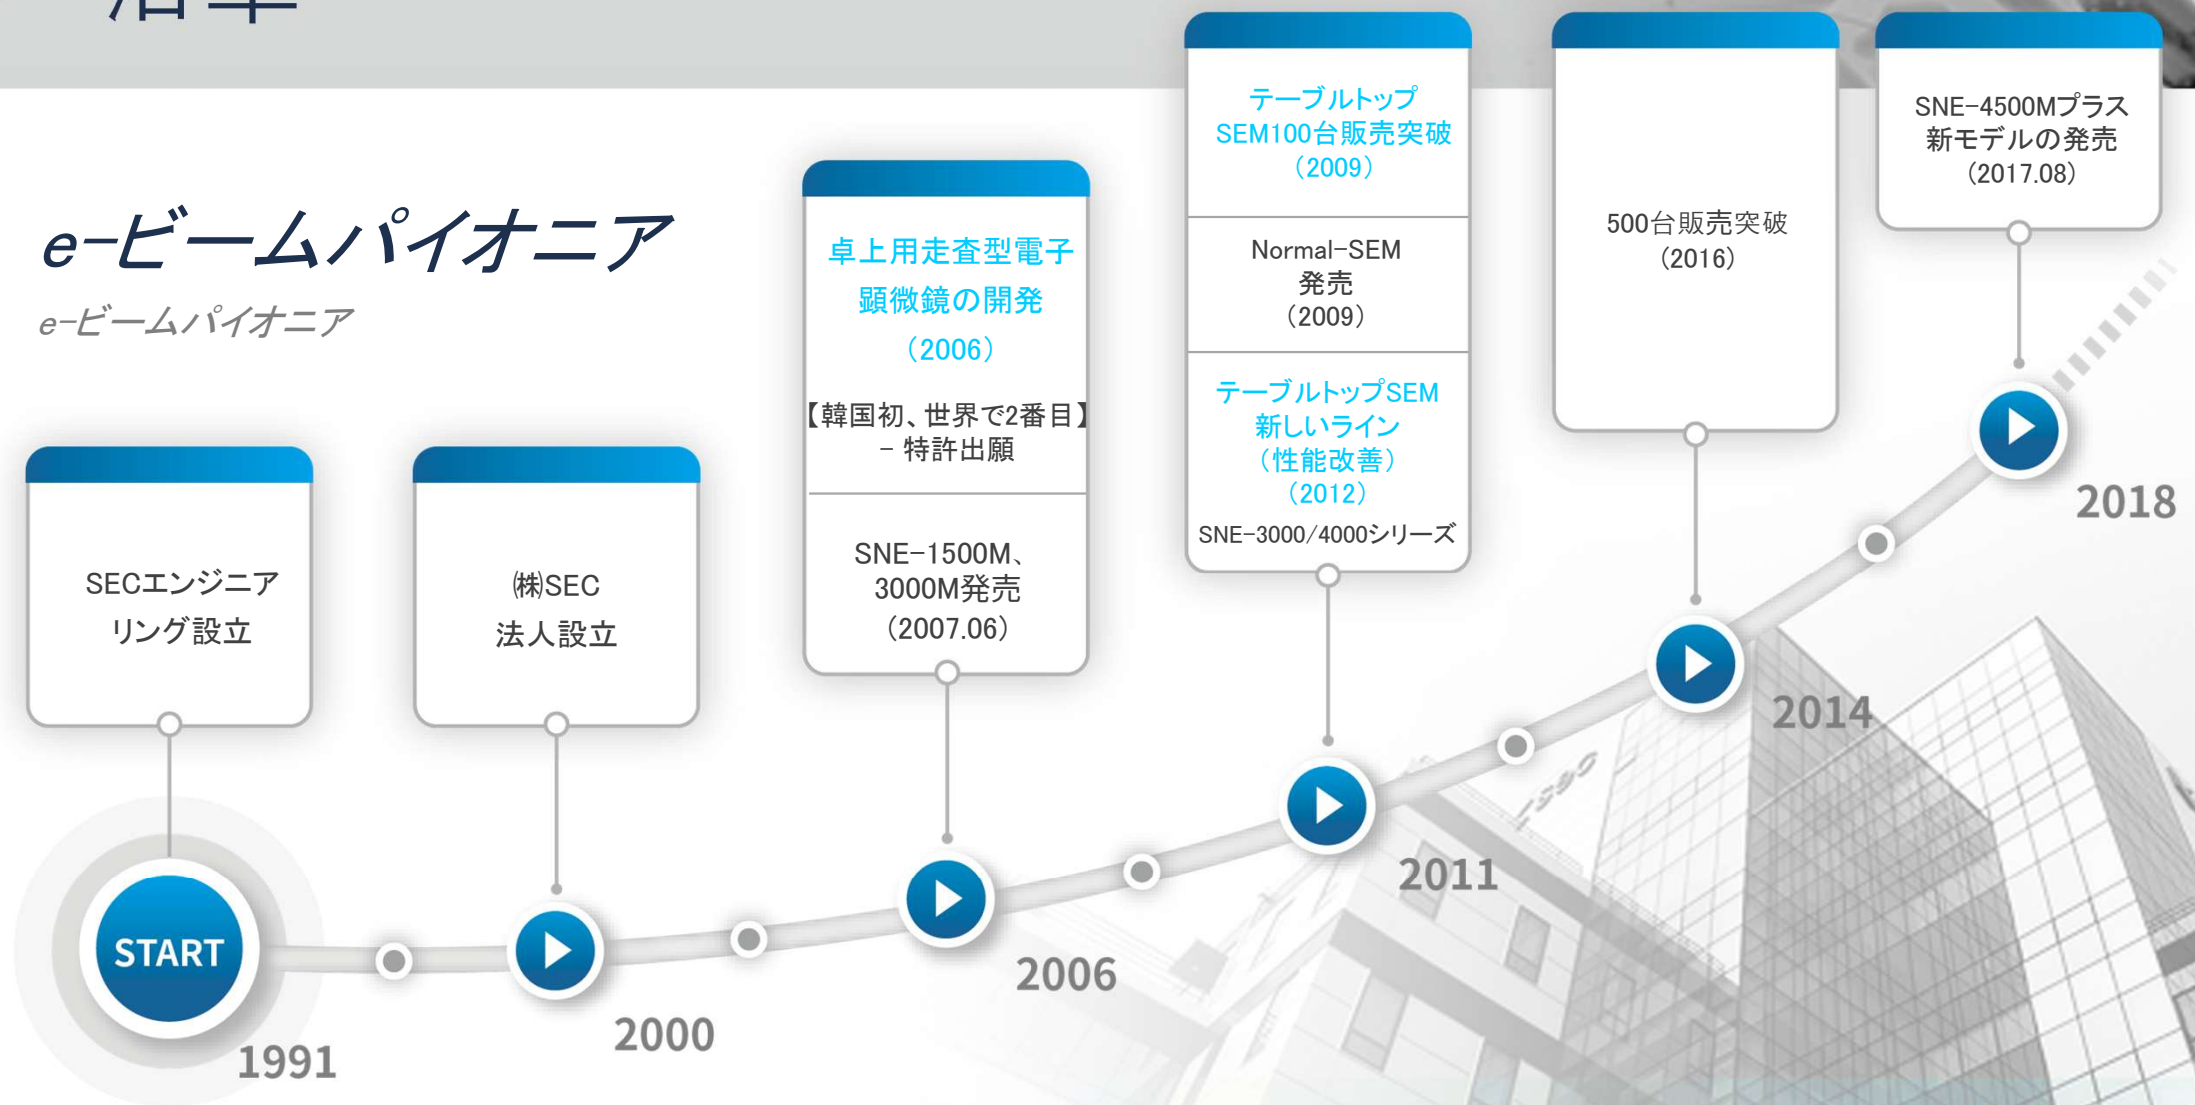 沿革
e-ビームパイオニア
e-ビームパイオニア
SECエンジニア
リング設立
START
1991
㈱SEC
法人設立
2000
卓上用走査型電子
顕微鏡の開発
（2006）
【韓国初、世界で2番目】
- 特許出願
SNE-1500M、
3000M発売
（2007.06）
2006
テーブルトップ
SEM100台販売突破
（2009）
Normal-SEM
発売
（2009）
テーブルトップSEM
新しいライン
（性能改善）
（2012）
SNE-3000/4000シリーズ
2011
500台販売突破
（2016）
2014
SNE-4500Mプラス
新モデルの発売
（2017.08）
2018